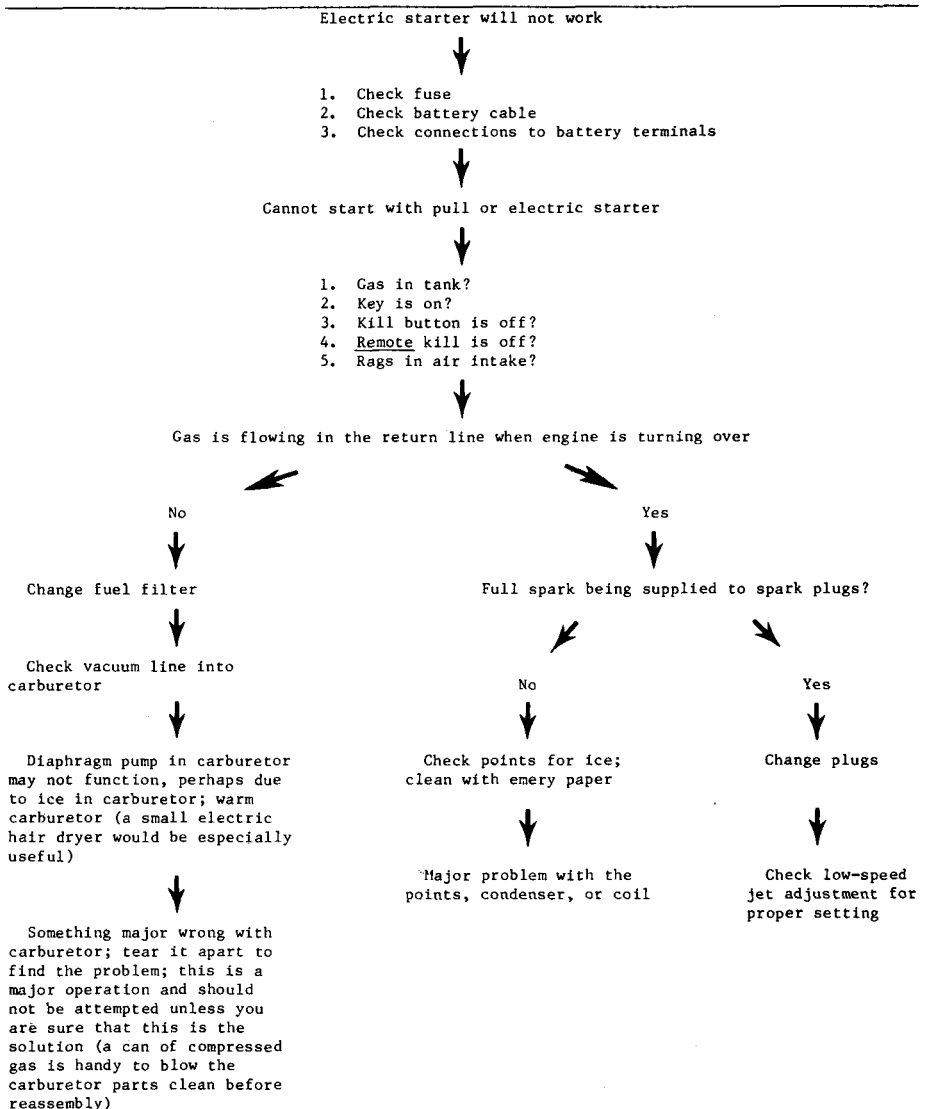 Electric starter will not work
1. Check fuse
2. Check battery cable
3. Check connections to battery terminals
Cannot start with pull or electric starter
1. Gas in tank?
2. Key is on?
3. Kill button is off?
4. Remote kill is off?
5. Rags in air intake?
Gas is flowing in the return line when engine is turning over
No
Yes
Change fuel filter
Full spark being supplied to spark plugs?
Check vacuum line into
carburetor
No
Yes
Diaphragm pump in carburetor
may not function, perhaps due
to ice in carburetor; warm
carburetor (a small electric
hair dryer would be especially
useful)
Check points for ice;
clean with emery paper
Change plugs
Major problem with the
points, condenser, or coil
Check low-speed
jet adjustment for
proper setting
Something major wrong with
carburetor; tear it apart to
find the problem; this is a
major operation and should
not be attempted unless you
are sure that this is the
solution (a can of compressed
gas is handy to blow the
carburetor parts clean before
reassembly)